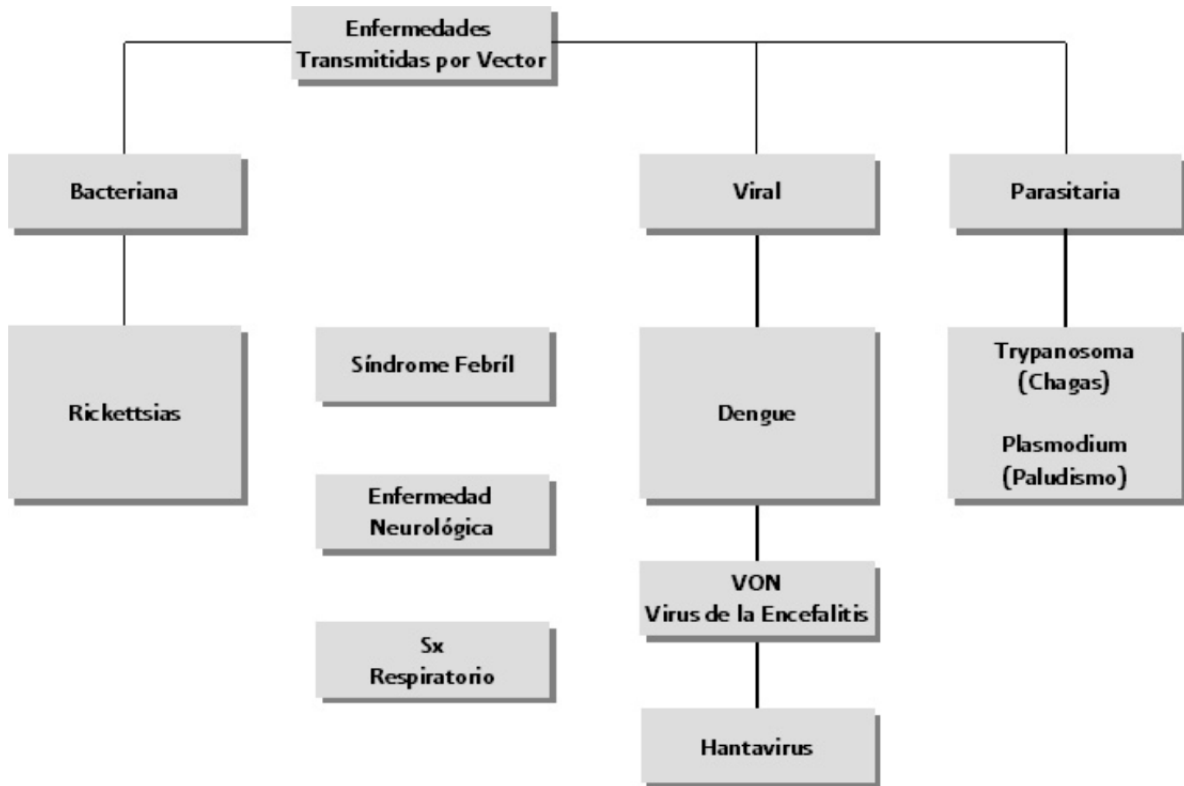 Enfermedades
Transmitidas por Vector
Bacteriana
Viral
Parasitaria
Rickettsias
Síndrome Febríl
Dengue
Trypanosoma
(Chagas)
Plasmodium
(Paludismo)
Enfermedad
Neurológica
VON
Virus de la Encefalitis
Sx
Respiratorio
Hantavirus